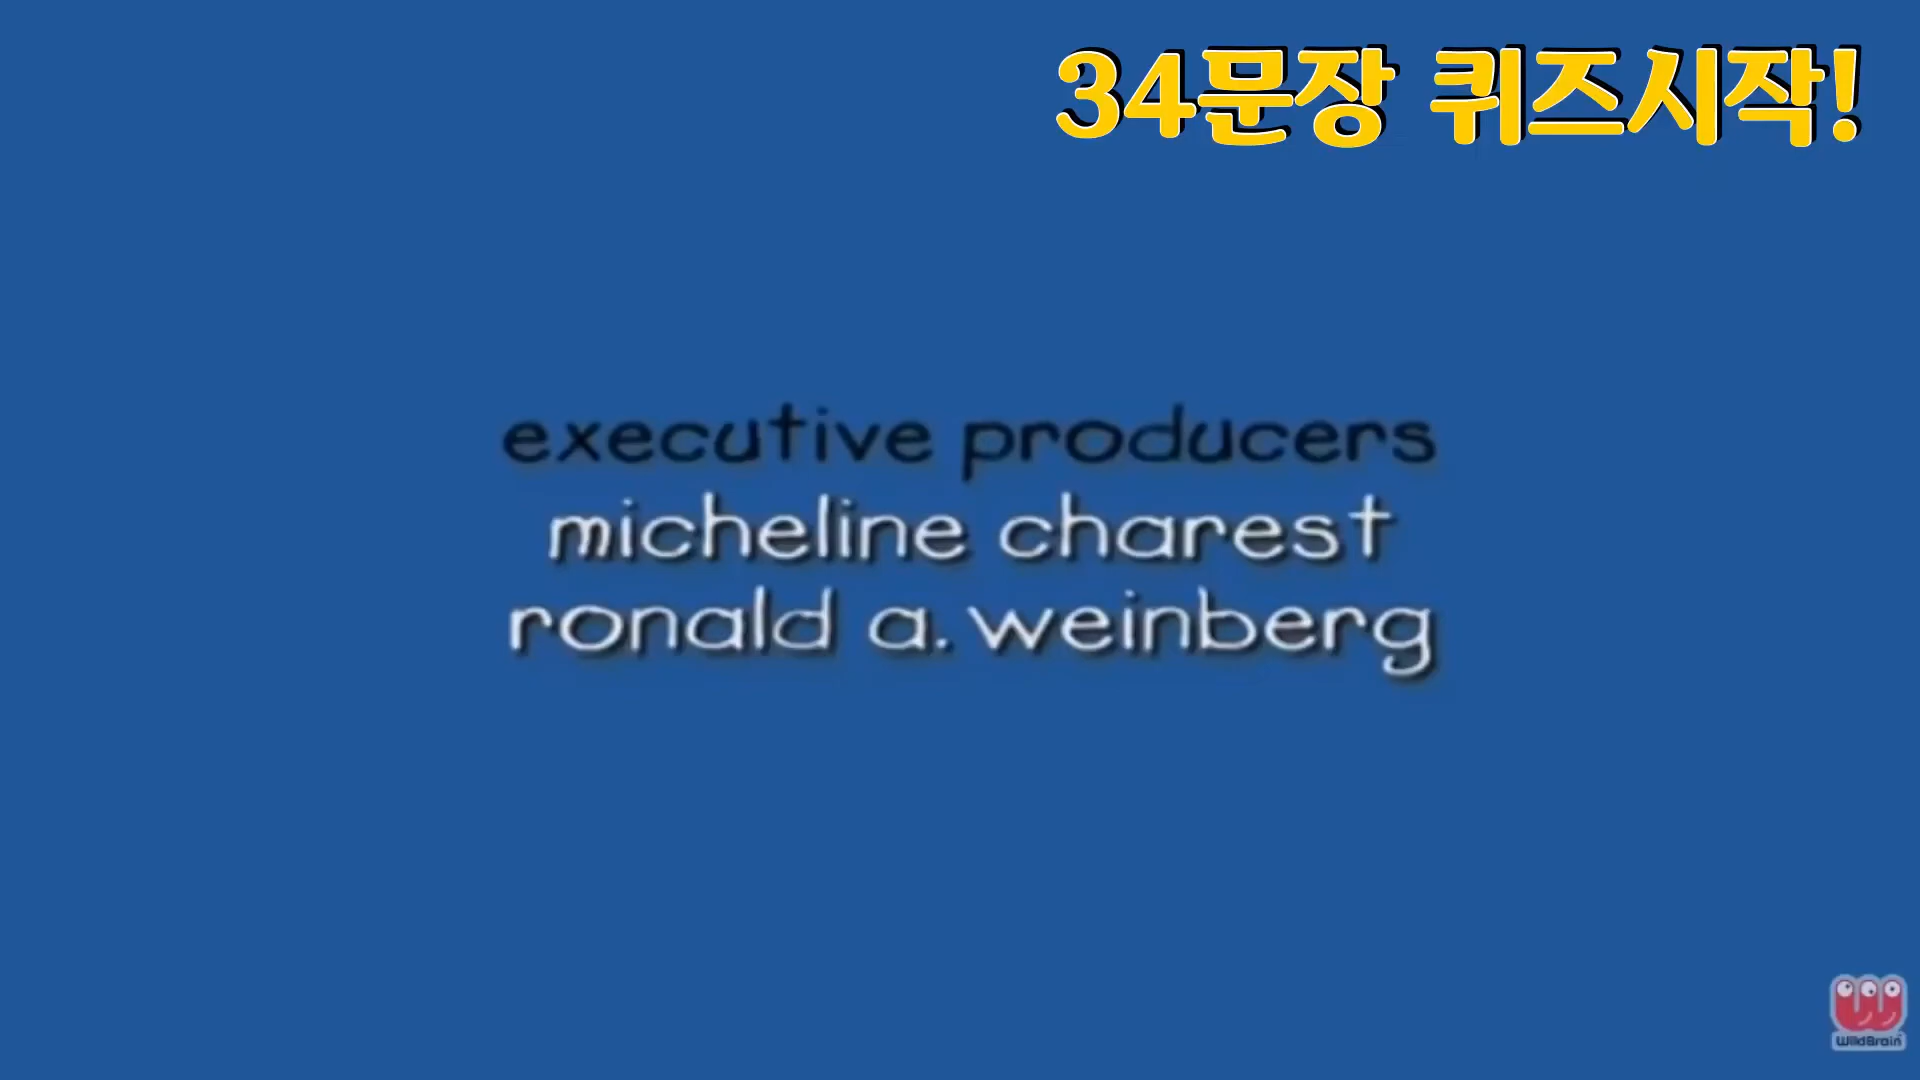 34문장 퀴즈시작!
executive producers
micheline charest
ronald a. weinberg
WildBrain